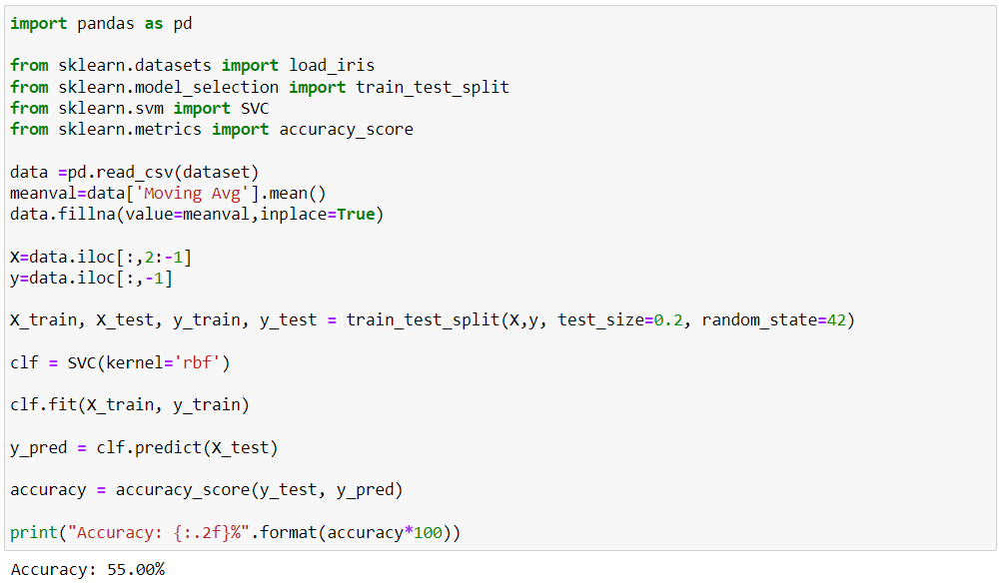 import pandas as pd
from sklearn.datasets import load_iris
from sklearn.model_selection import train_test_split
from sklearn.svm import SVC
from sklearn.metrics import accuracy_score
data =pd.read_csv(dataset)
meanval=data['Moving Avg'].mean()
data.fillna(value=meanval,inplace=True)
X=data.iloc[:,2:-1]
y=data.iloc[:,-1]
X_train, X_test, y_train, y_test = train_test_split(X,y, test_size=0.2, random_state=42)
clf = SVC(kernel='rbf')
clf.fit(X_train, y_train)
y_pred = clf.predict(X_test)
accuracy = accuracy_score(y_test, y_pred)
print("Accuracy: {:.2f}%".format(accuracy*100))
Accuracy: 55.00%